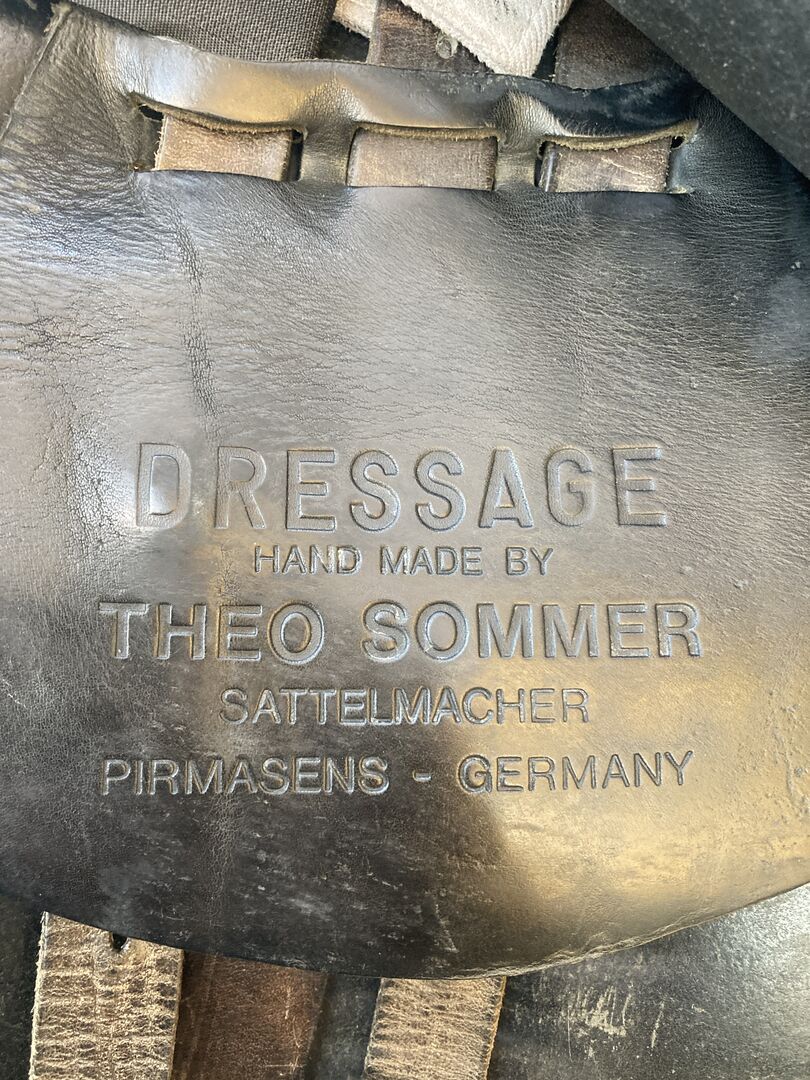 DRESSAGE
HAND MADE BY
THEO SOMMER
SATTELMACHER
PIRMASENS - GERMANY